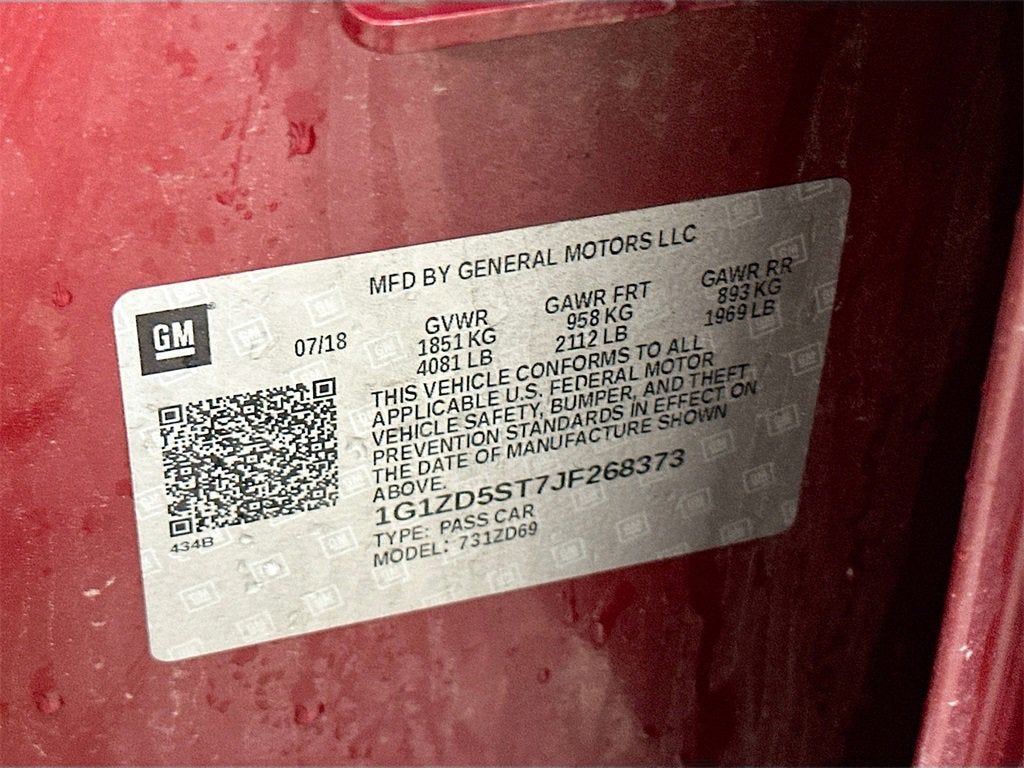 MFD BY GENERAL MOTORS LLC
GM
07/18
GVWR
1851 KG
4081 LB
GAWR FRT
958 KG
2112 LB
GAWR RR
893 KG
1969 LB
THIS VEHICLE CONFORMS TO ALL
APPLICABLE U.S. FEDERAL MOTOR
VEHICLE SAFETY, BUMPER, AND THEFT
PREVENTION STANDARDS IN EFFECT ON
THE DATE OF MANUFACTURE SHOWN
ABOVE.
1G1ZD5ST7JF268373
TYPE: PASS CAR
MODEL: 731ZD69
434B